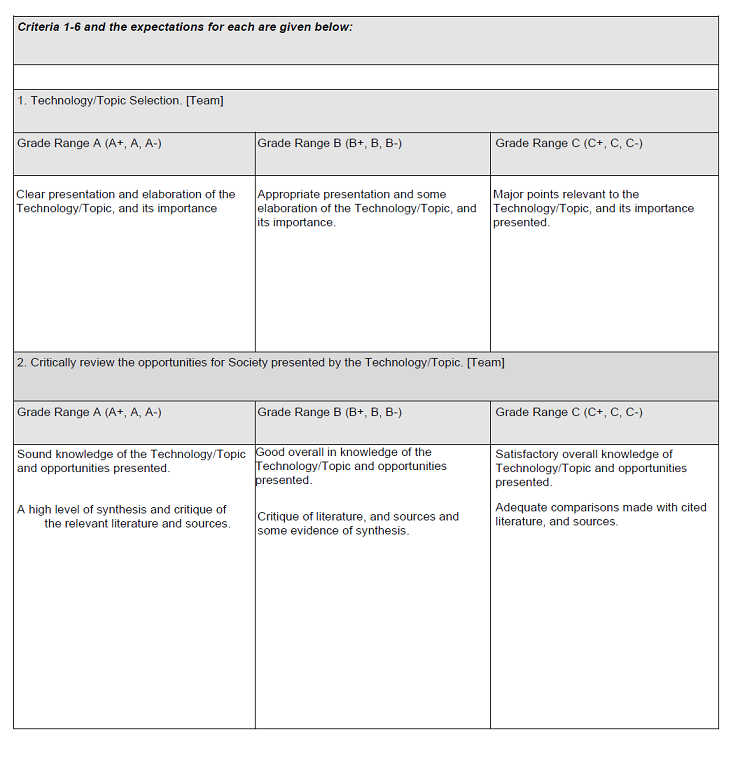 Criteria 1-6 and the expectations for each are given below:
1. Technology/Topic Selection. [Team]
Grade Range A (A+, A, A-)
Grade Range B (B+, B, B-)
Grade Range C (C+, C, C-)
Clear presentation and elaboration of the
Technology/Topic, and its importance
Appropriate presentation and some
elaboration of the Technology/Topic, and
its importance.
Major points relevant to the
Technology/Topic, and its importance
presented.
2. Critically review the opportunities for Society presented by the Technology/Topic. [Team]
Grade Range A (A+, A, A-)
Grade Range B (B+, B, B-)
Grade Range C (C+, C, C-)
Sound knowledge of the Technology/Topic
and opportunities presented.
A high level of synthesis and critique of
the relevant literature and sources.
Good overall in knowledge of the
Technology/Topic and opportunities
presented.
Critique of literature, and sources and
some evidence of synthesis.
Satisfactory overall knowledge of
Technology/Topic and opportunities
presented.
Adequate comparisons made with cited
literature, and sources.